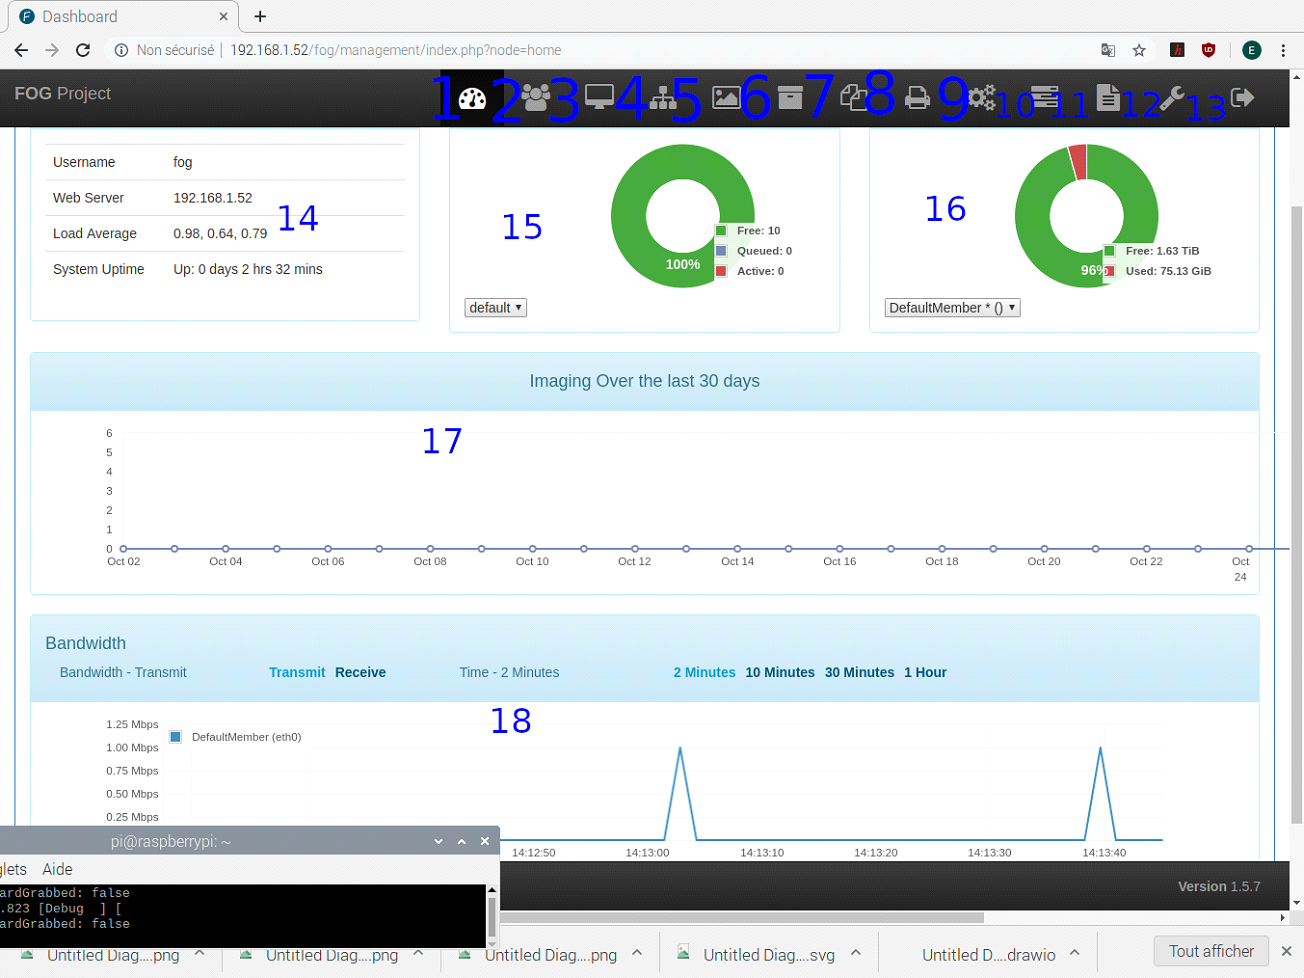 Dashboard
Non sécurisé | 192.168.1.52/fog/management/index.php?node=home
E
FOG Project
1 2 3 4 5 6 7 8 9 10 11 12 13
Username fog
Web Server 192.168.1.52
Load Average 0.98, 0.64, 0.79
System Uptime Up: 0 days 2 hrs 32 mins
14
15
Free: 10
Queued: 0
Active: 0
100%
default
16
Free: 1.63 TiB
Used: 75.13 GiB
96%
DefaultMember * ()
Imaging Over the last 30 days
17
6
5
4
3
2
1
0
Oct 02 Oct 04 Oct 06 Oct 08 Oct 10 Oct 12 Oct 14 Oct 16 Oct 18 Oct 20 Oct 22 Oct
24
Bandwidth
Bandwidth - Transmit Transmit Receive Time - 2 Minutes 2 Minutes 10 Minutes 30 Minutes 1 Hour
18
1.25 Mbps
DefaultMember (eth0)
1.00 Mbps
0.75 Mbps
0.50 Mbps
0.25 Mbps
14:12:50 14:13:00 14:13:10 14:13:20 14:13:30 14:13:40
Version 1.5.7
pi@raspberrypi: ~
glets Aide
ardGrabbed: false
.823 [Debug ] [
ardGrabbed: false
Untitled Diag....png Untitled Diag....png Untitled Diag....png Untitled Diag....svg Untitled D....drawio Tout afficher